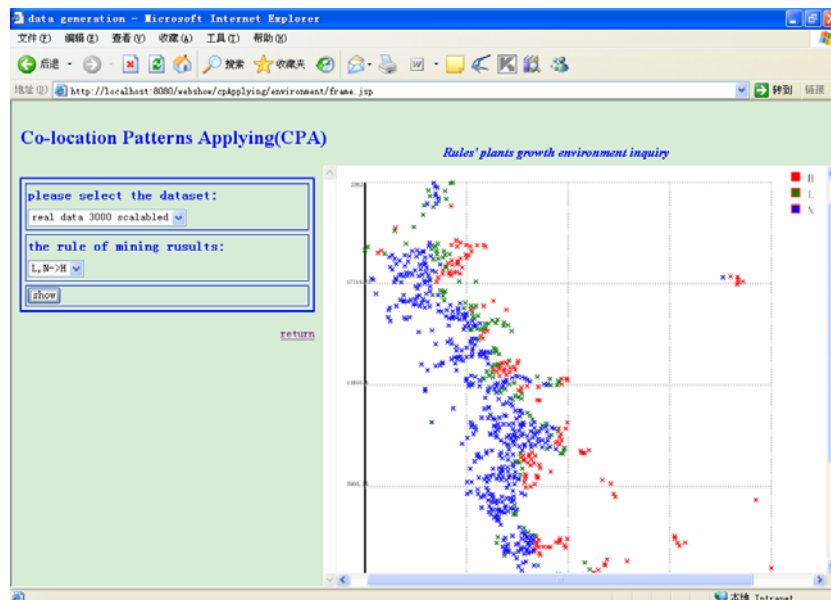 data generation - Microsoft Internet Explorer
文件(F) 编辑(E) 查看(V) 收藏(A) 工具(T) 帮助(H)
后退 搜索 收藏夹
地址(D) http://localhost:8080/webshow/cpApplying/environment/frame.jsp 转到 链接
Co-location Patterns Applying(CPA)
Rules' plants growth environment inquiry
please select the dataset:
real data 3000 scalabled
the rule of mining rusults:
L,N->H
show
return
H
L
N
本地 Intranet